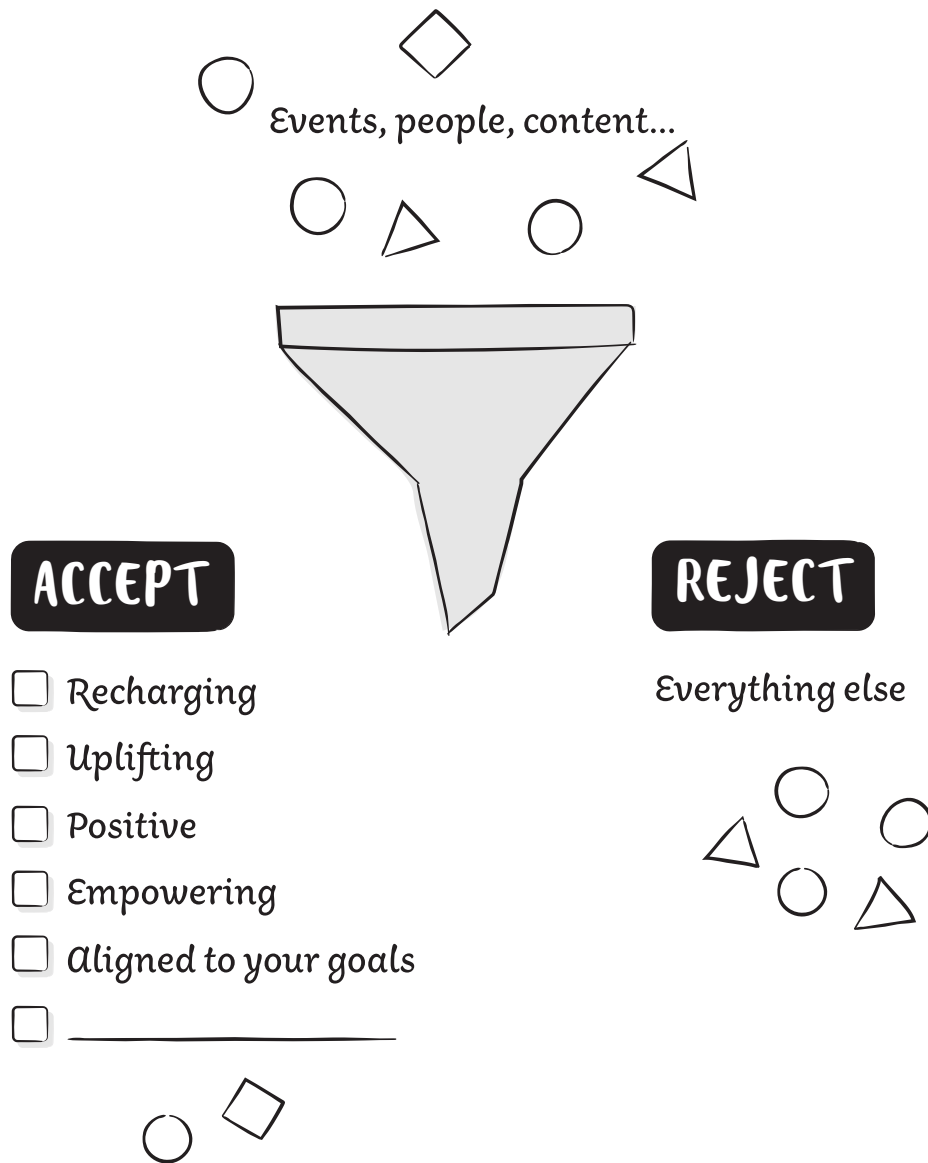 Events, people, content...
ACCEPT
Recharging
Uplifting
Positive
Empowering
Aligned to your goals
REJECT
Everything else